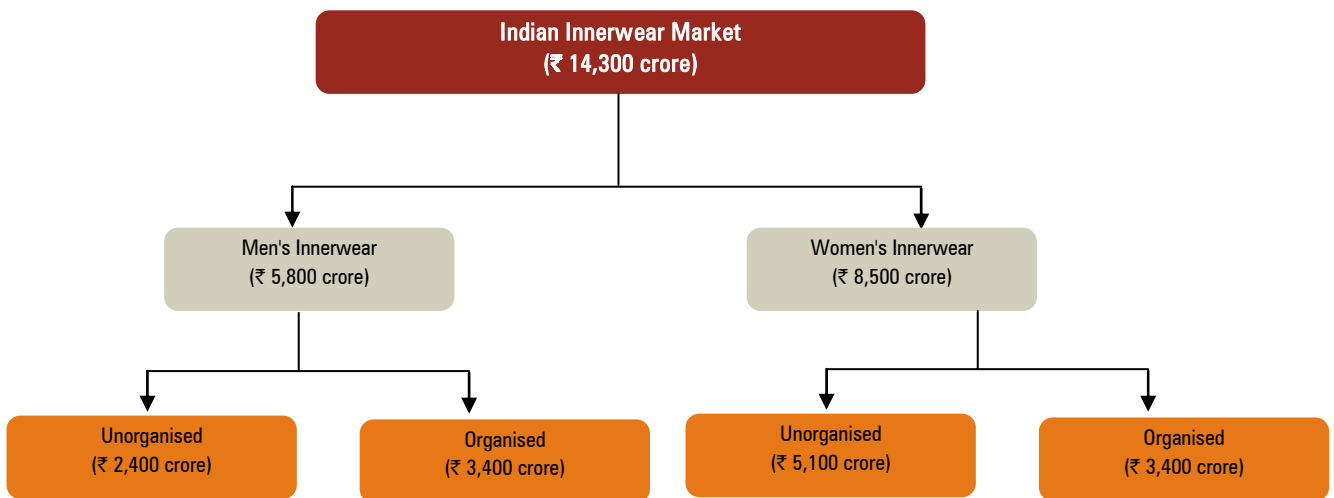 Indian Innerwear Market
(₹ 14,300 crore)
Men's Innerwear
(₹ 5,800 crore)
Women's Innerwear
(₹ 8,500 crore)
Unorganised
(₹ 2,400 crore)
Organised
(₹ 3,400 crore)
Unorganised
(₹ 5,100 crore)
Organised
(₹ 3,400 crore)